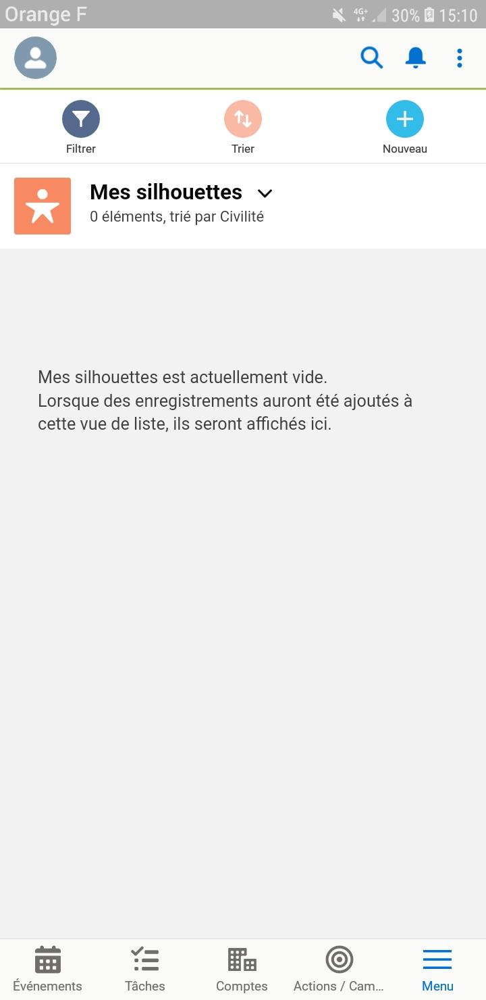 Orange F
4G+ 30% 15:10
Filtrer Trier Nouveau
Mes silhouettes
0 éléments, trié par Civilité
Mes silhouettes est actuellement vide.
Lorsque des enregistrements auront été ajoutés à
cette vue de liste, ils seront affichés ici.
Événements Tâches Comptes Actions / Cam... Menu